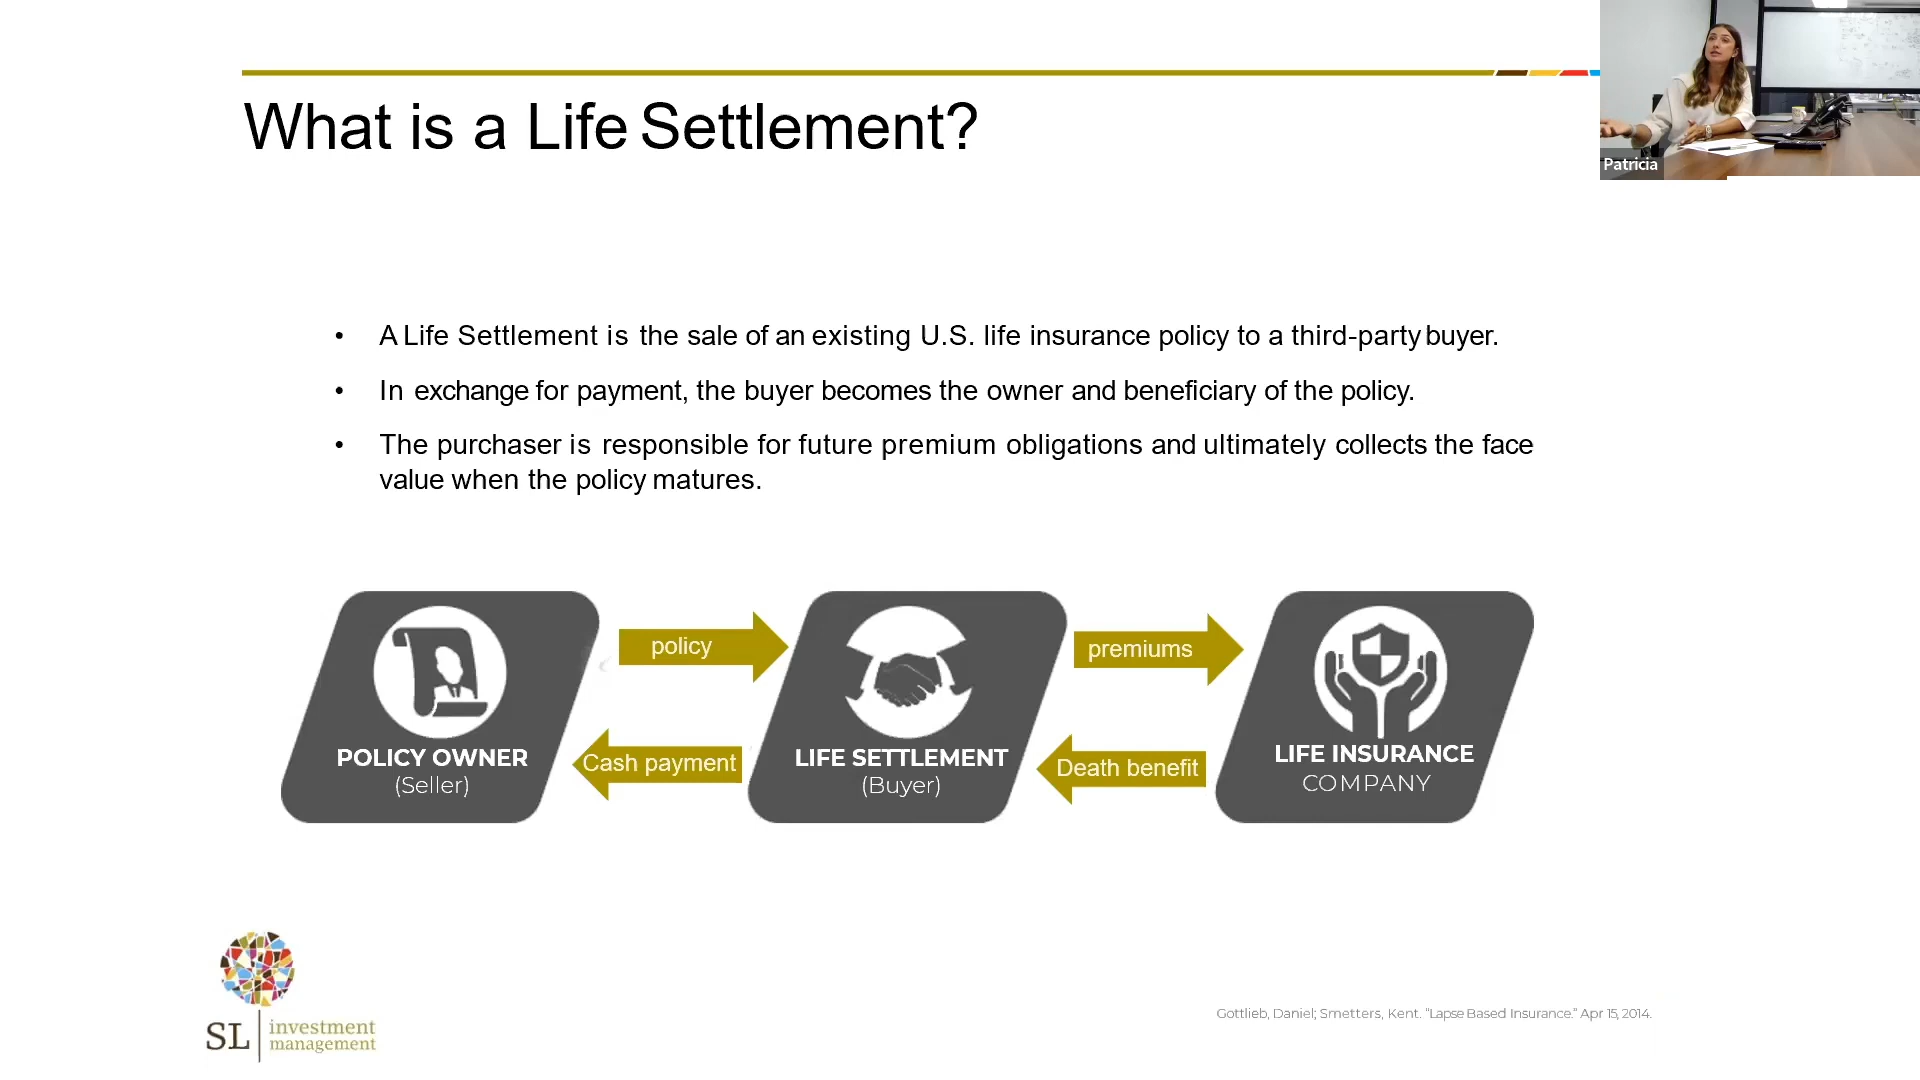 What is a Life Settlement?
Patricia
• A Life Settlement is the sale of an existing U.S. life insurance policy to a third-party buyer.
• In exchange for payment, the buyer becomes the owner and beneficiary of the policy.
• The purchaser is responsible for future premium obligations and ultimately collects the face
value when the policy matures.
policy
premiums
POLICY OWNER
(Seller)
Cash payment
LIFE SETTLEMENT
(Buyer)
Death benefit
LIFE INSURANCE
COMPANY
SL investment
management
Gottlieb, Daniel; Smetters, Kent. “Lapse Based Insurance.” Apr 15, 2014.